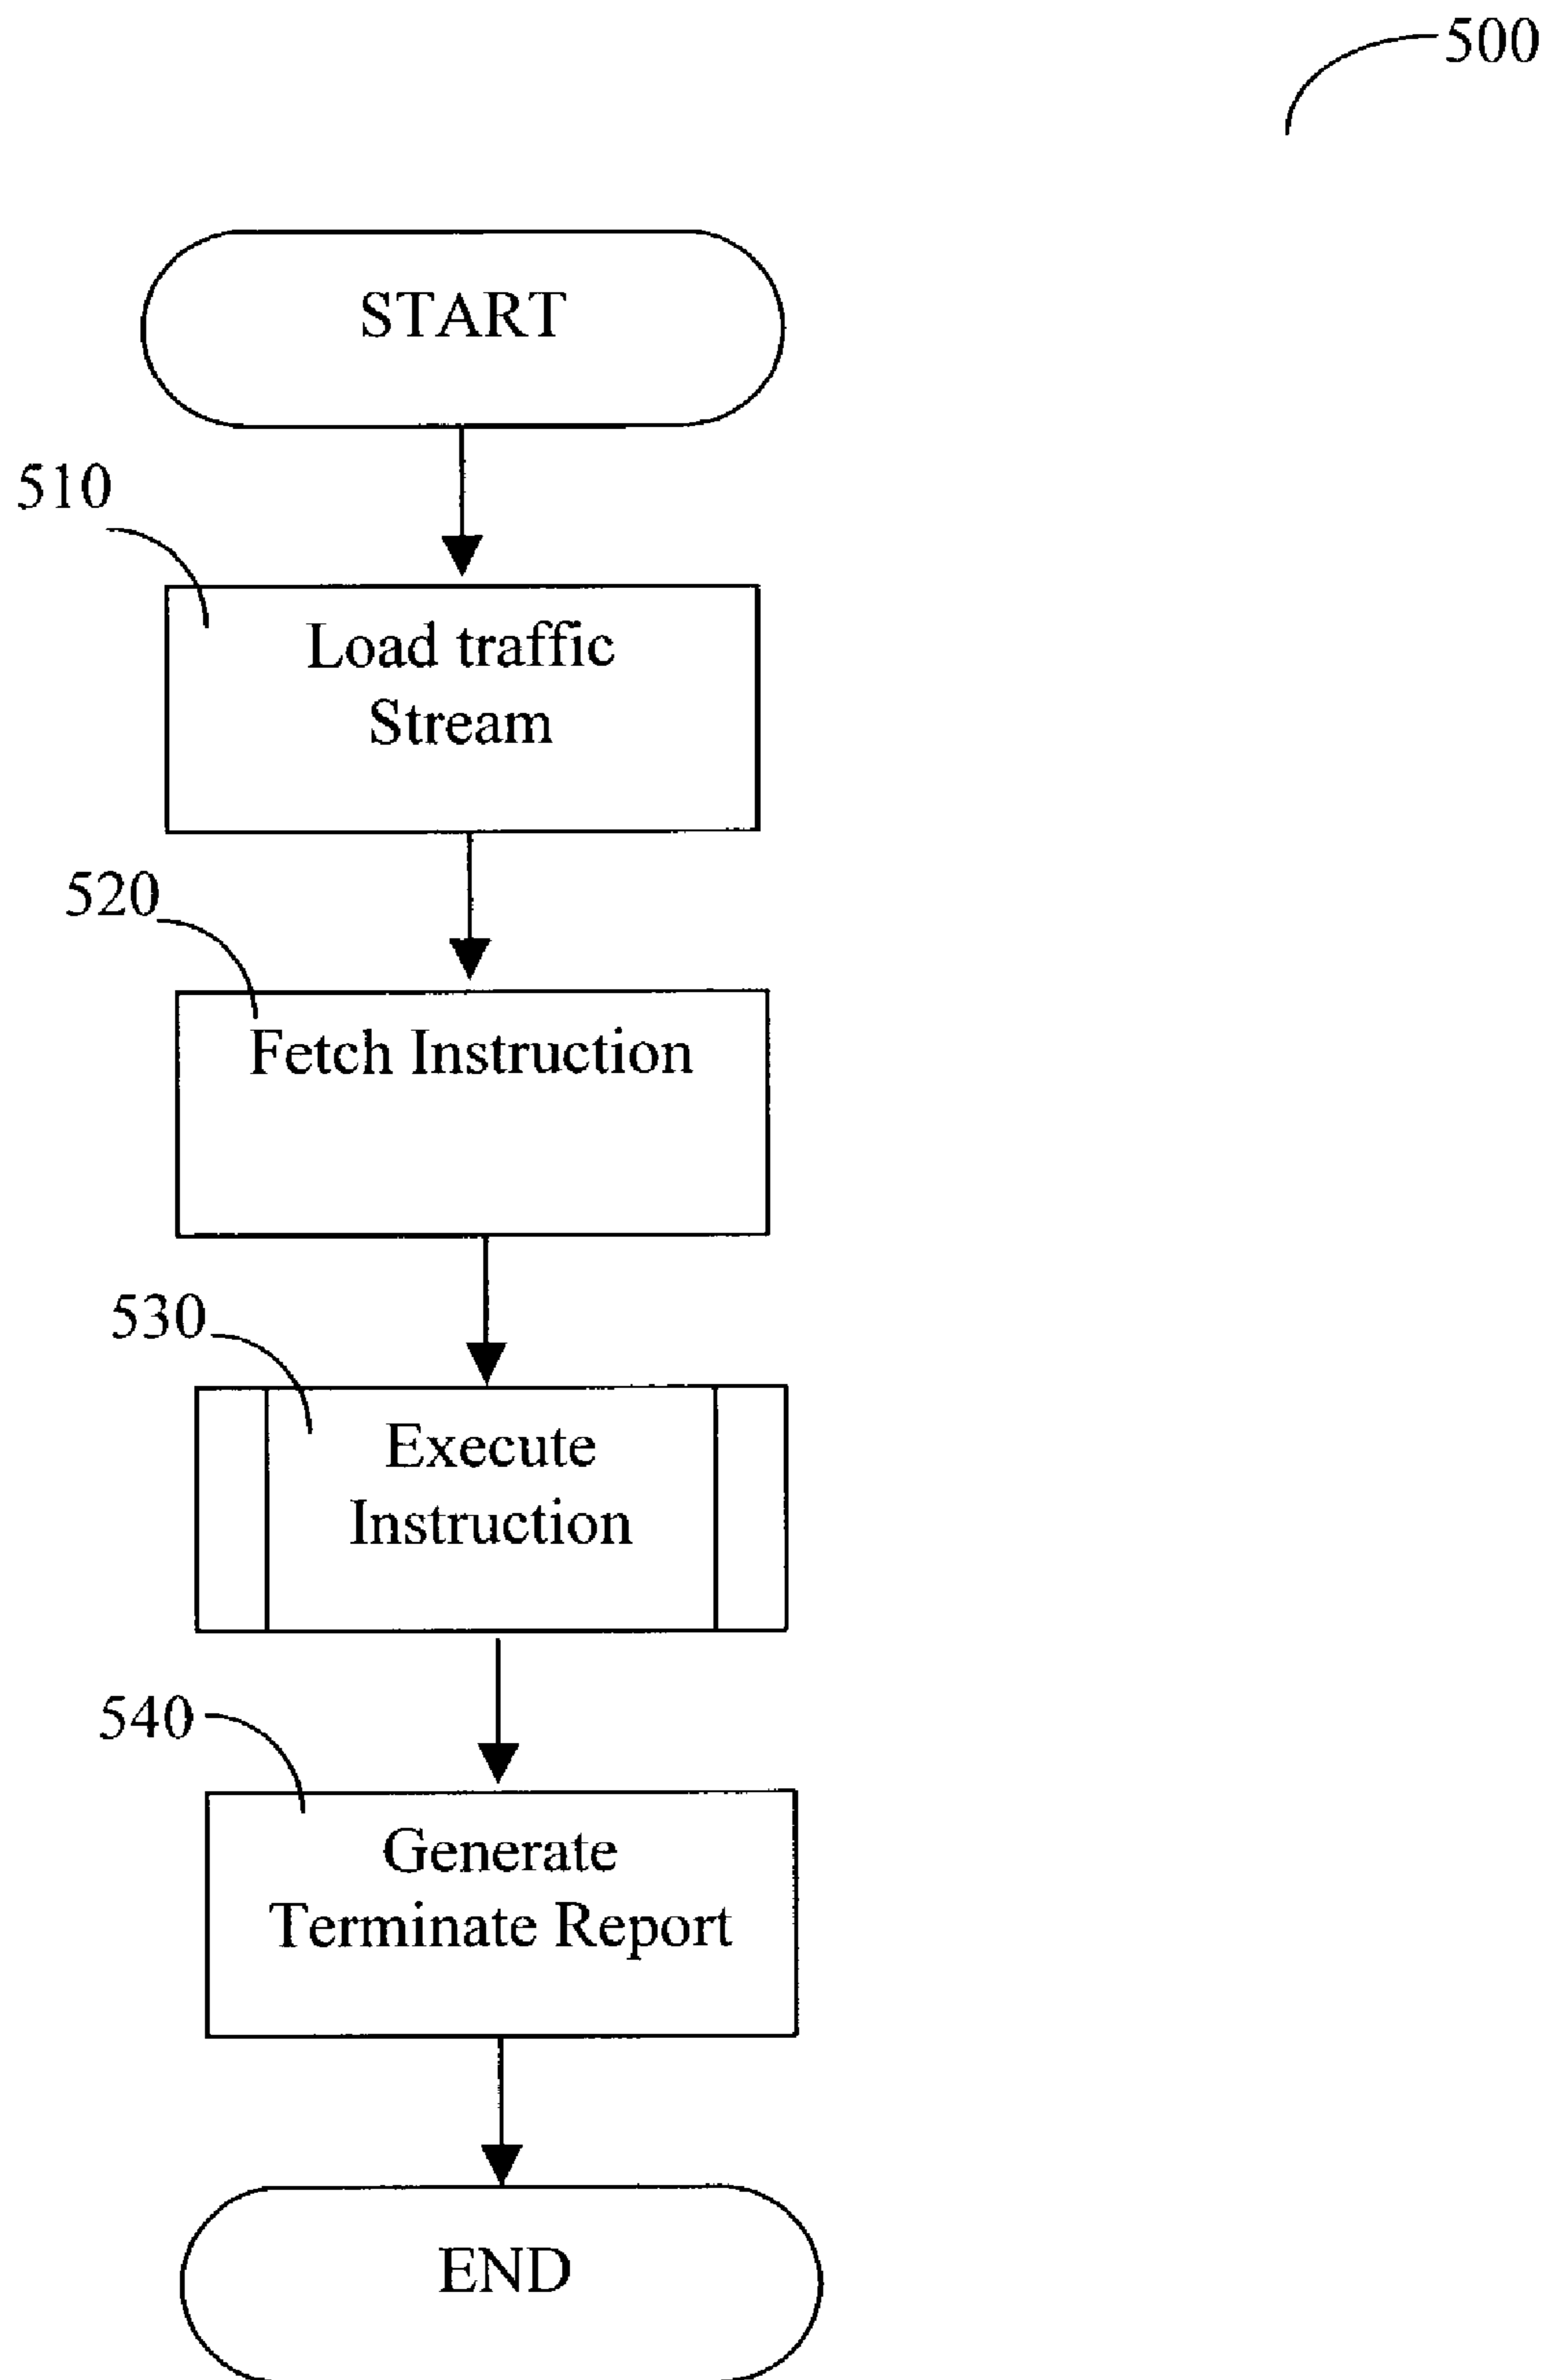 500
START
510
Load traffic
Stream
520
Fetch Instruction
530
Execute
Instruction
540
Generate
Terminate Report
END